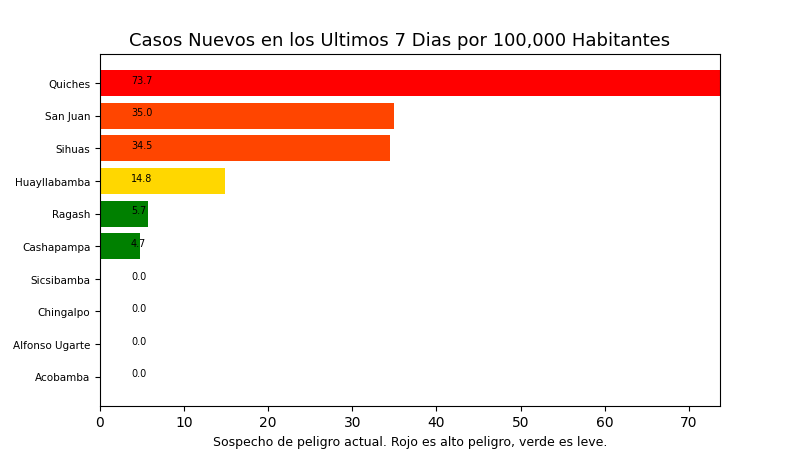 Casos Nuevos en los Ultimos 7 Dias por 100,000 Habitantes
Quiches 73.7
San Juan 35.0
Sihuas 34.5
Huayllabamba 14.8
Ragash 5.7
Cashapampa 4.7
Sicsibamba 0.0
Chingalpo 0.0
Alfonso Ugarte 0.0
Acobamba 0.0
0 10 20 30 40 50 60 70
Sospecho de peligro actual. Rojo es alto peligro, verde es leve.